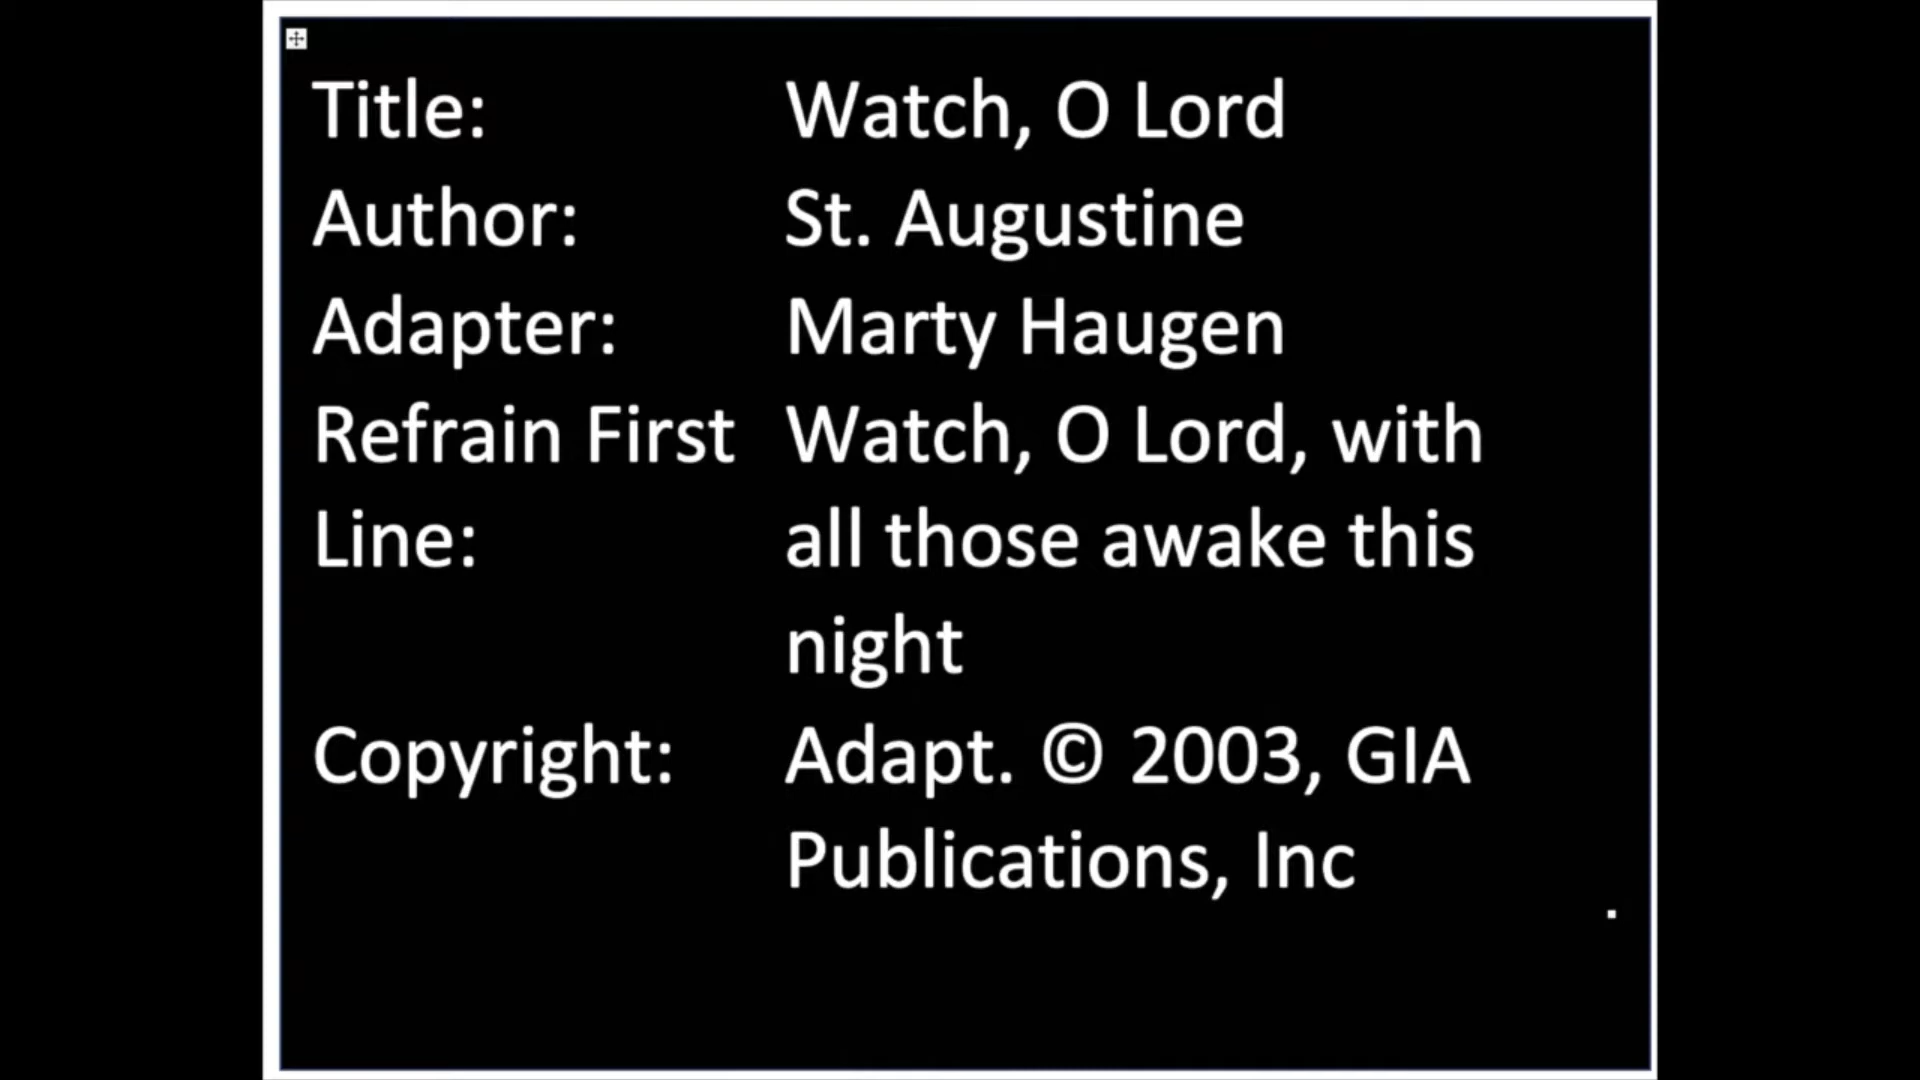 Title: Watch, O Lord
Author: St. Augustine
Adapter: Marty Haugen
Refrain First Watch, O Lord, with
Line: all those awake this
night
Copyright: Adapt. © 2003, GIA
Publications, Inc
.